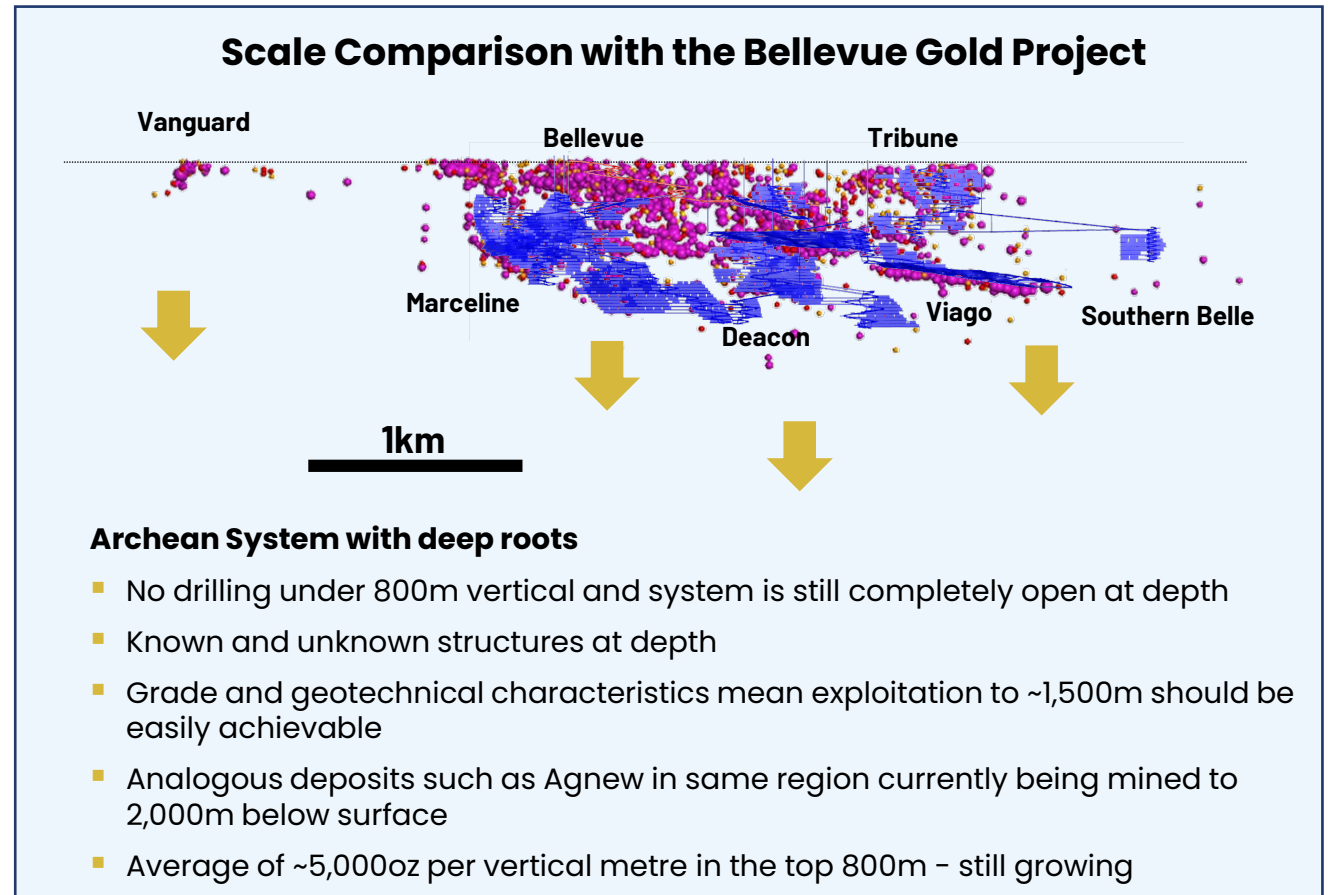 Scale Comparison with the Bellevue Gold Project
Vanguard
Bellevue
Tribune
Marceline
Deacon
Viago
Southern Belle
1km
Archean System with deep roots
▪ No drilling under 800m vertical and system is still completely open at depth
▪ Known and unknown structures at depth
▪ Grade and geotechnical characteristics mean exploitation to ~1,500m should be
easily achievable
▪ Analogous deposits such as Agnew in same region currently being mined to
2,000m below surface
▪ Average of ~5,000oz per vertical metre in the top 800m - still growing